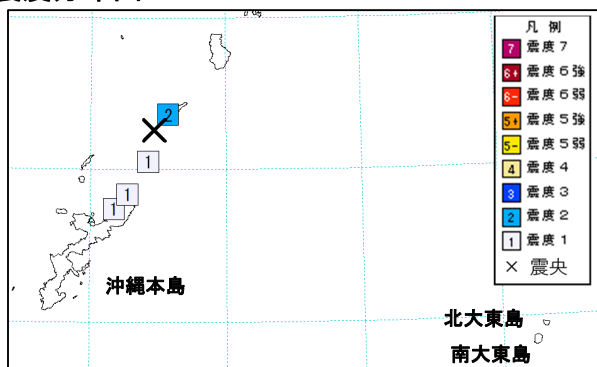 凡 例
7 震度 7
6+ 震度 6強
6- 震度 6弱
5+ 震度 5強
5- 震度 5弱
4 震度 4
3 震度 3
2 震度 2
1 震度 1
× 震央
2
1
1
1
沖縄本島
北大東島
南大東島